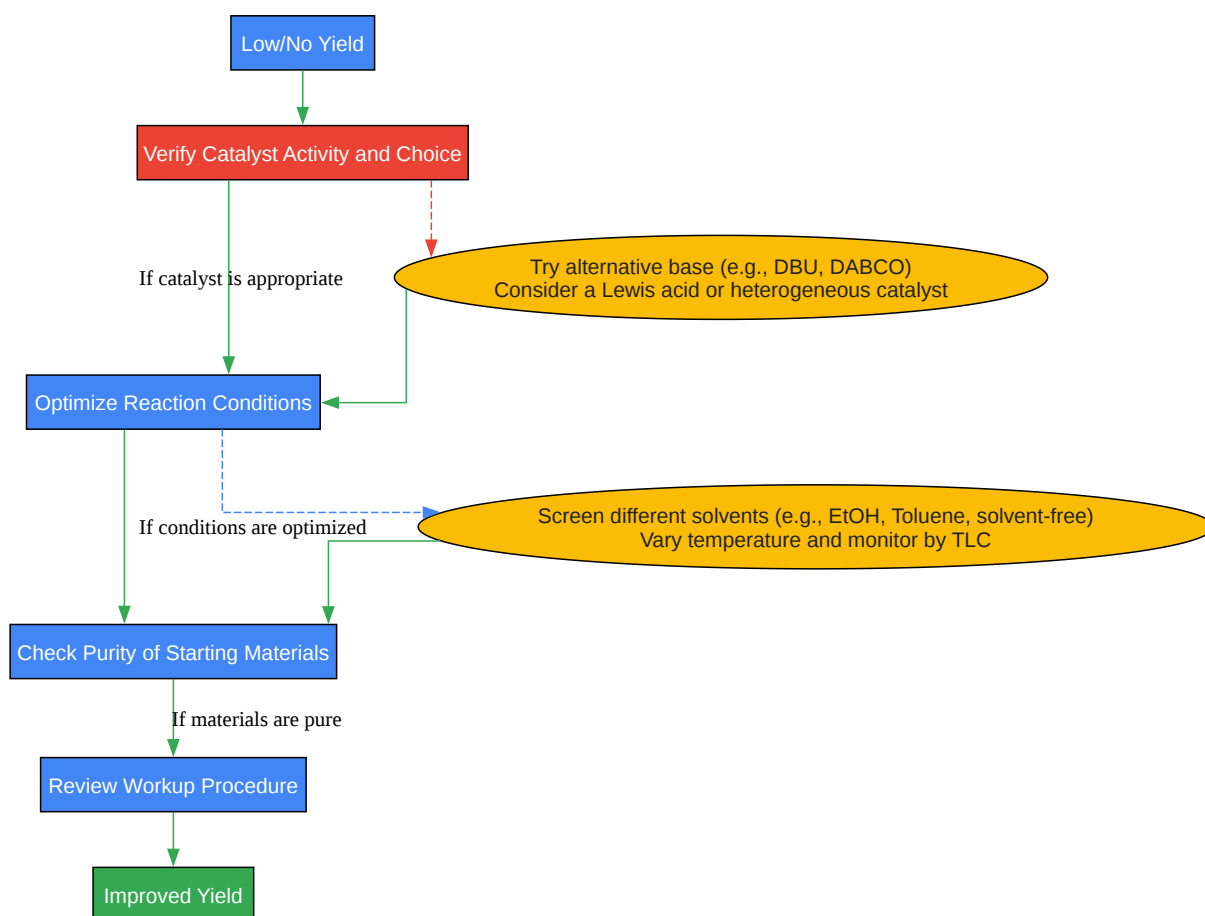 Low/No Yield
Verify Catalyst Activity and Choice
If catalyst is appropriate
Try alternative base (e.g., DBU, DABCO)
Consider a Lewis acid or heterogeneous catalyst
Optimize Reaction Conditions
If conditions are optimized
Screen different solvents (e.g., EtOH, Toluene, solvent-free)
Vary temperature and monitor by TLC
Check Purity of Starting Materials
If materials are pure
Review Workup Procedure
Improved Yield